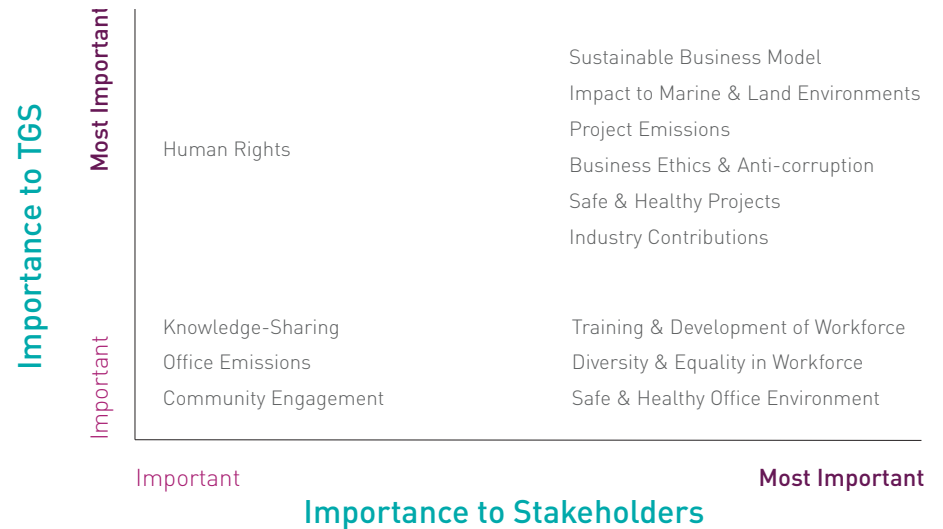 Importance to TGS
Most Important
Important
Human Rights
Sustainable Business Model
Impact to Marine & Land Environments
Project Emissions
Business Ethics & Anti-corruption
Safe & Healthy Projects
Industry Contributions
Knowledge-Sharing
Office Emissions
Community Engagement
Training & Development of Workforce
Diversity & Equality in Workforce
Safe & Healthy Office Environment
Important
Most Important
Importance to Stakeholders